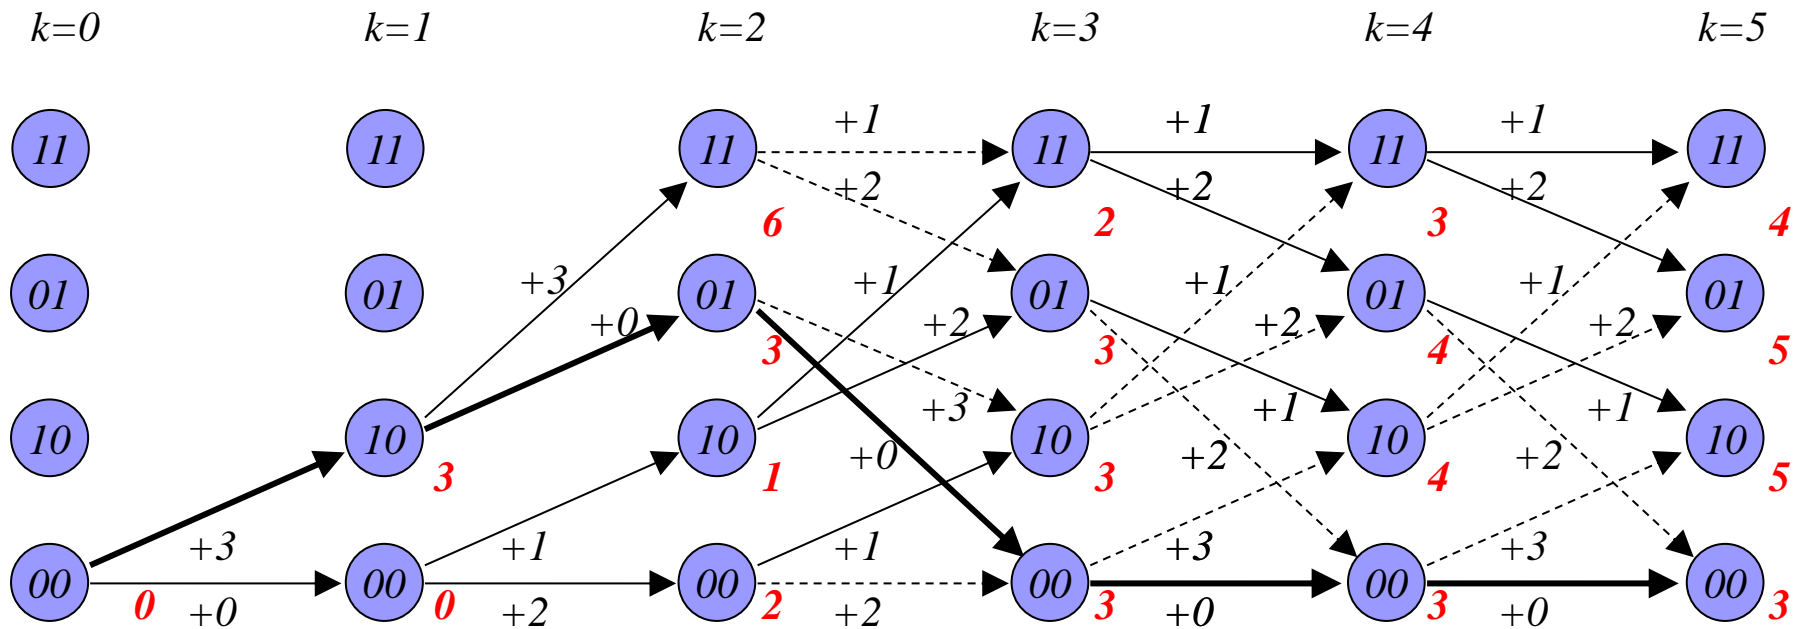 k=0 k=1 k=2 k=3 k=4 k=5
+1 +1 +1
11 11 11 11 11 11
+2 +2 +2
6 2 3 4
+3 +1 +1 +1
01 01 01 01 01 01
+0 +2 +2 +2
3 3 4 5
+3 +1 +1
10 10 10 10 10 10
+0 +2 +2
3 1 3 4 5
+3 +1 +1 +3 +3
00 00 00 00 00 00
0 0 2 3 3 3
+0 +2 +2 +0 +0